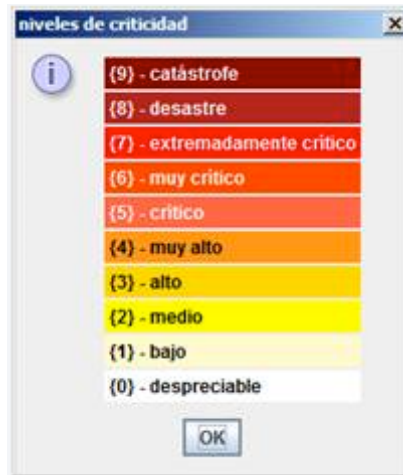 niveles de criticidad
{9} - catástrofe
{8} - desastre
{7} - extremadamente crítico
{6} - muy crítico
{5} - crítico
{4} - muy alto
{3} - alto
{2} - medio
{1} - bajo
{0} - despreciable
OK